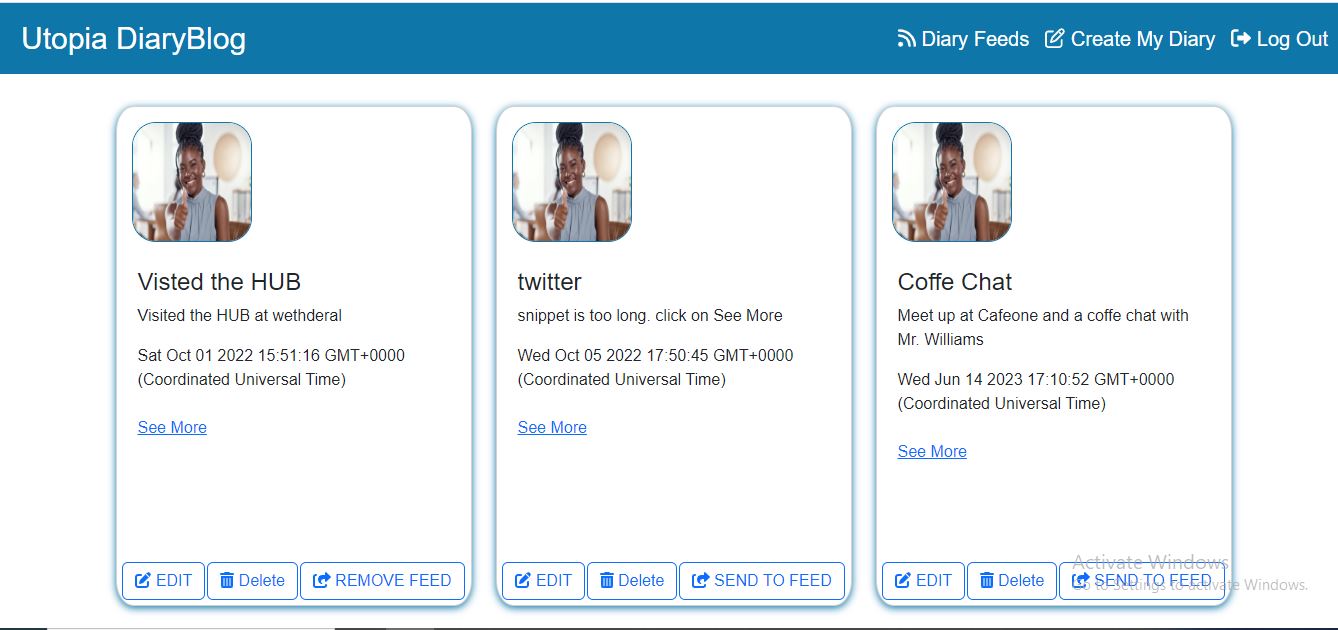 Utopia DiaryBlog
Diary Feeds Create My Diary Log Out
Visted the HUB
Visited the HUB at wethderal
Sat Oct 01 2022 15:51:16 GMT+0000
(Coordinated Universal Time)
See More
EDIT Delete REMOVE FEED
twitter
snippet is too long. click on See More
Wed Oct 05 2022 17:50:45 GMT+0000
(Coordinated Universal Time)
See More
EDIT Delete SEND TO FEED
Coffe Chat
Meet up at Cafeone and a coffe chat with
Mr. Williams
Wed Jun 14 2023 17:10:52 GMT+0000
(Coordinated Universal Time)
See More
EDIT Delete SEND TO FEED
Activate Windows
Go to Settings to activate Windows.